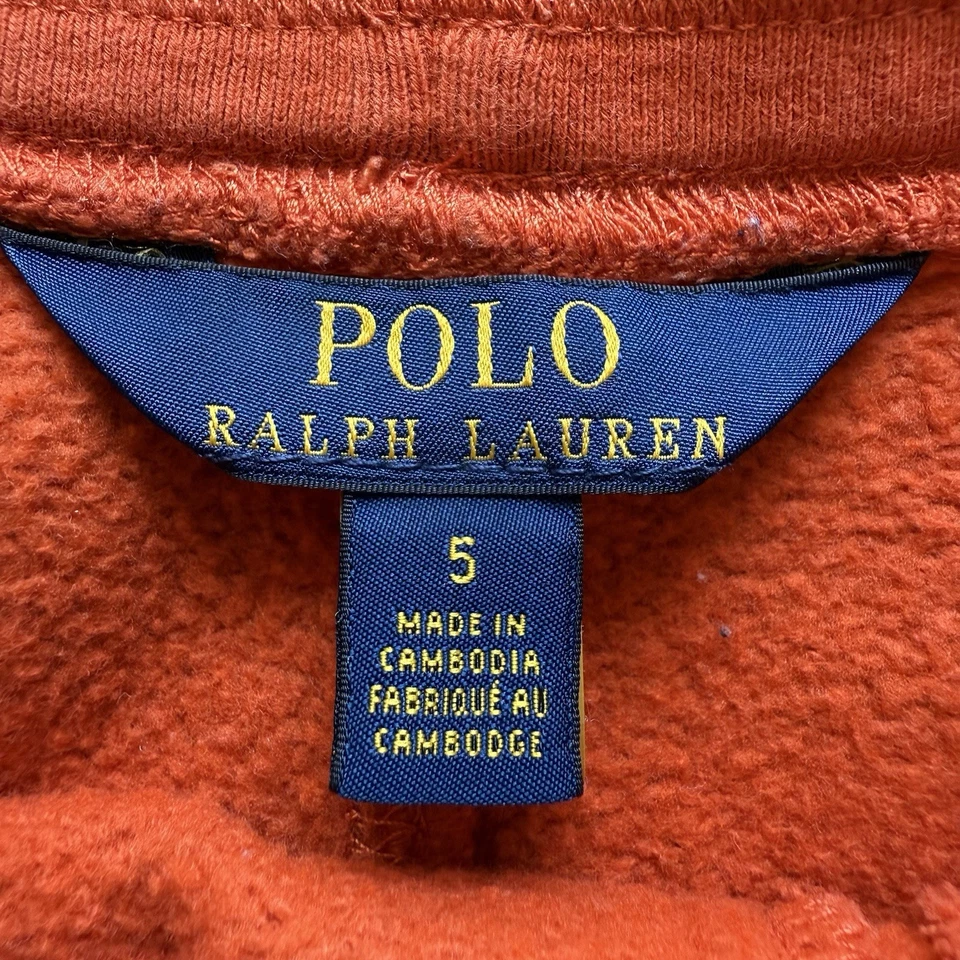 POLO
RALPH LAUREN
5
MADE IN
CAMBODIA
FABRIQUÉ AU
CAMBODGE